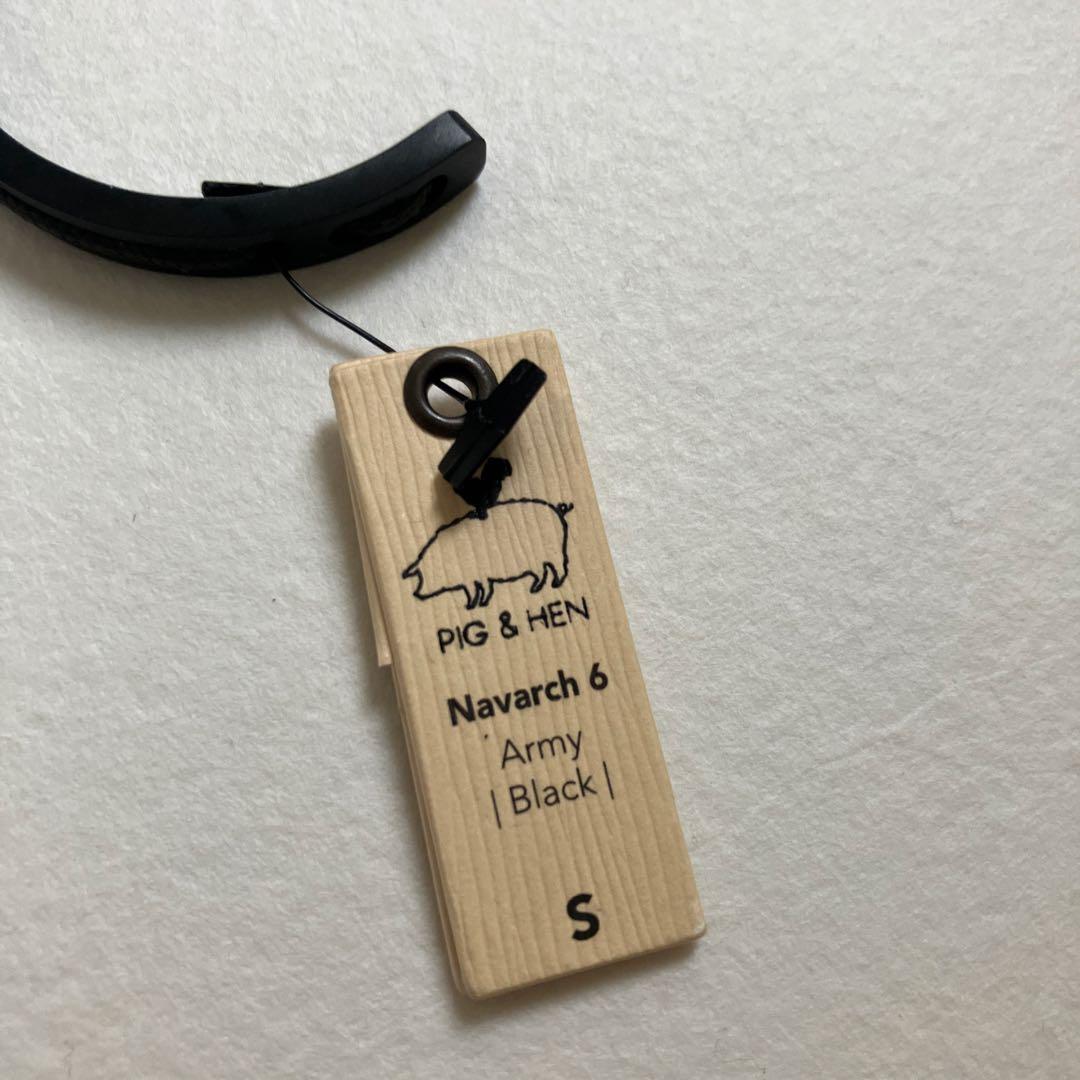 PIG & HEN
Navarch 6
Army
| Black |
S